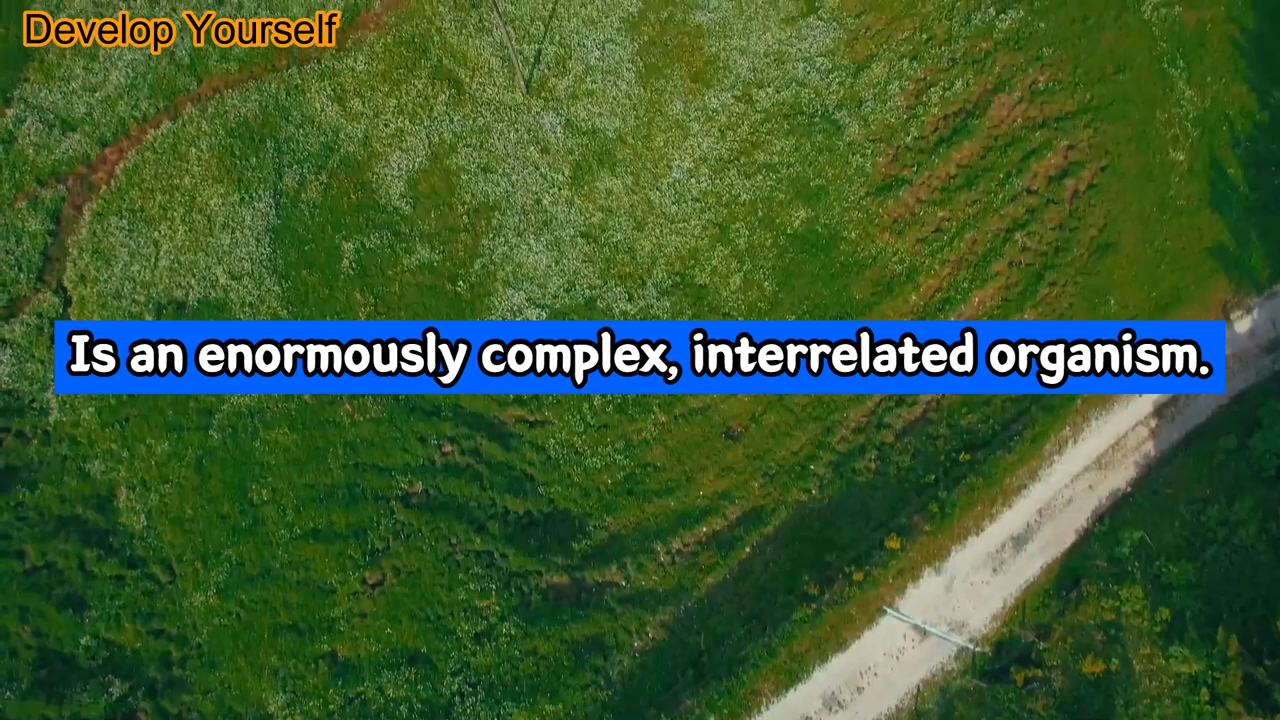 Develop Yourself
Is an enormously complex, interrelated organism.